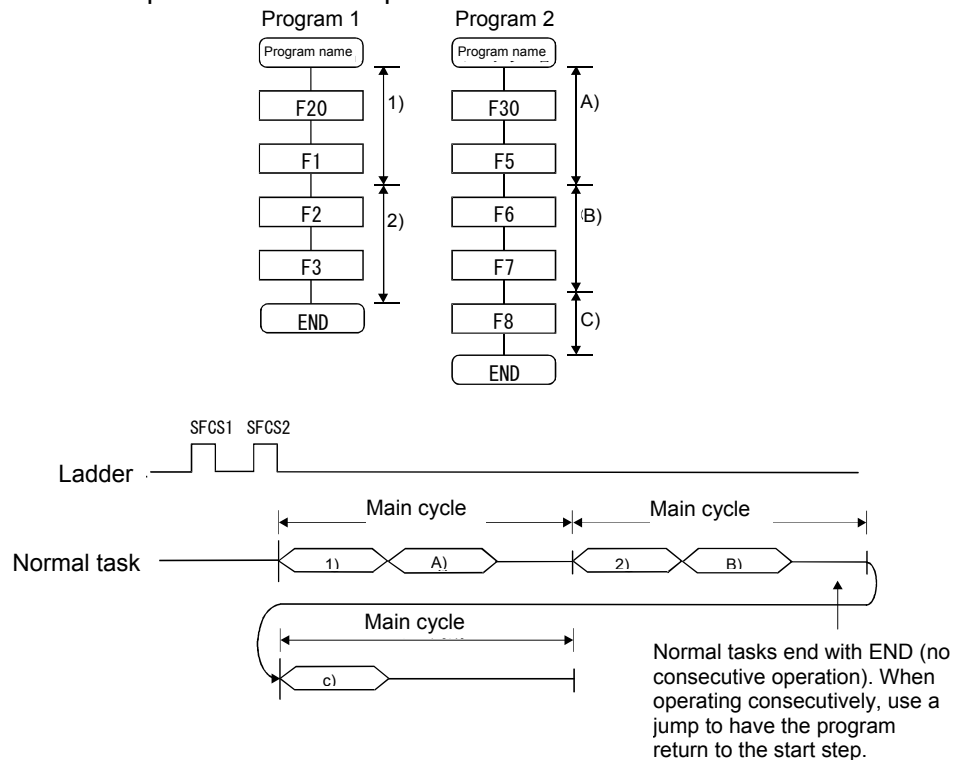 Program 1
Program 2
Program name
Program name
F20
F1
F2
F3
END
1)
2)
F30
F5
F6
F7
F8
END
A)
B)
C)
SFCS1 SFCS2
Ladder
Main cycle
Main cycle
Normal task
1)
A)
2)
B)
Main cycle
c)
Normal tasks end with END (no
consecutive operation). When
operating consecutively, use a
jump to have the program
return to the start step.